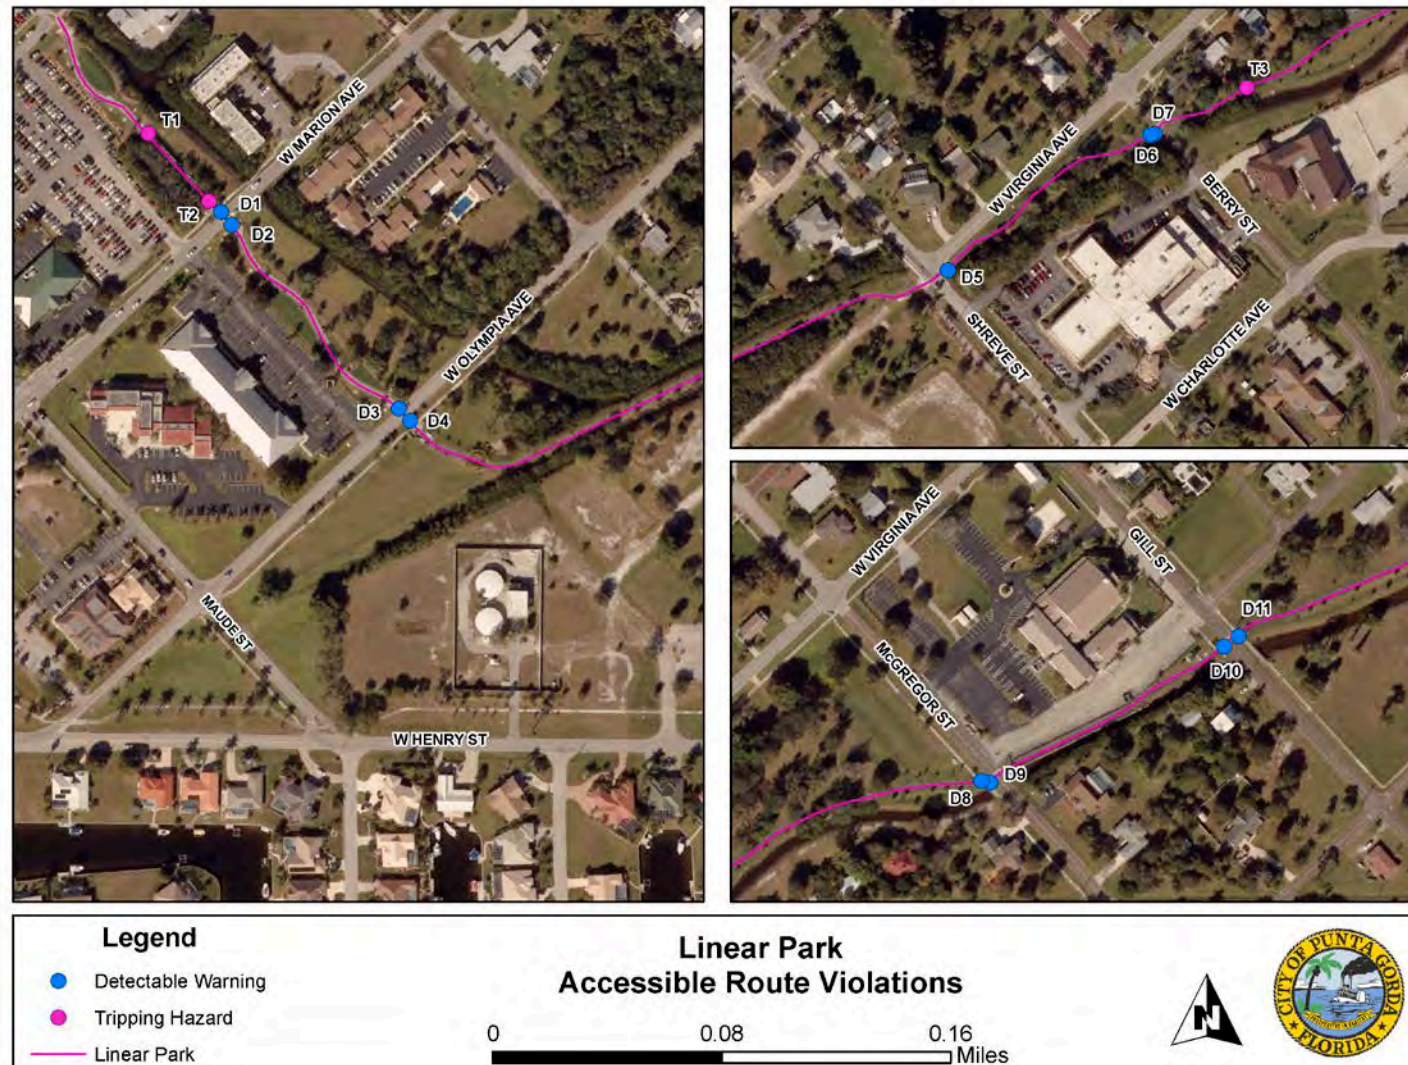 T1
W MARION AVE
T2
D1
D2
W OLYMPIA AVE
D3
D4
MAUDE ST
W HENRY ST
T3
D7
D6
W VIRGINIA AVE
BERRY ST
D5
SHREVE ST
W CHARLOTTE AVE
W VIRGINIA AVE
GILL ST
D11
McGREGOR ST
D10
D9
D8
Legend
Detectable Warning
Tripping Hazard
Linear Park
Linear Park
Accessible Route Violations
0 0.08 0.16
Miles
N
CITY OF PUNTA GORDA
FLORIDA